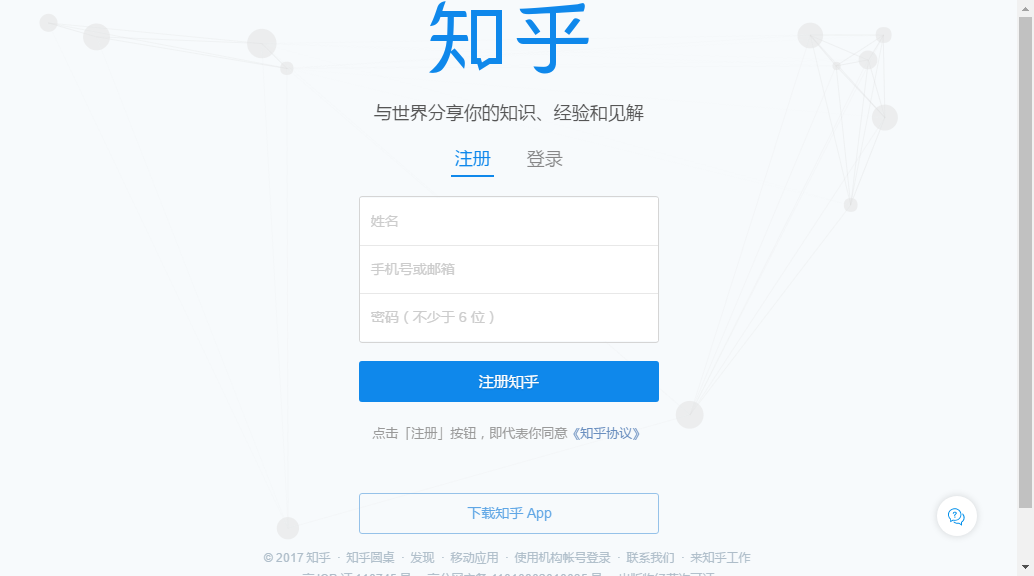 知乎
与世界分享你的知识、经验和见解
注册 登录
姓名
手机号或邮箱
密码（不少于 6 位）
注册知乎
点击「注册」按钮，即代表你同意《知乎协议》
下载知乎 App
© 2017 知乎 · 知乎圆桌 · 发现 · 移动应用 · 使用机构帐号登录 · 联系我们 · 来知乎工作